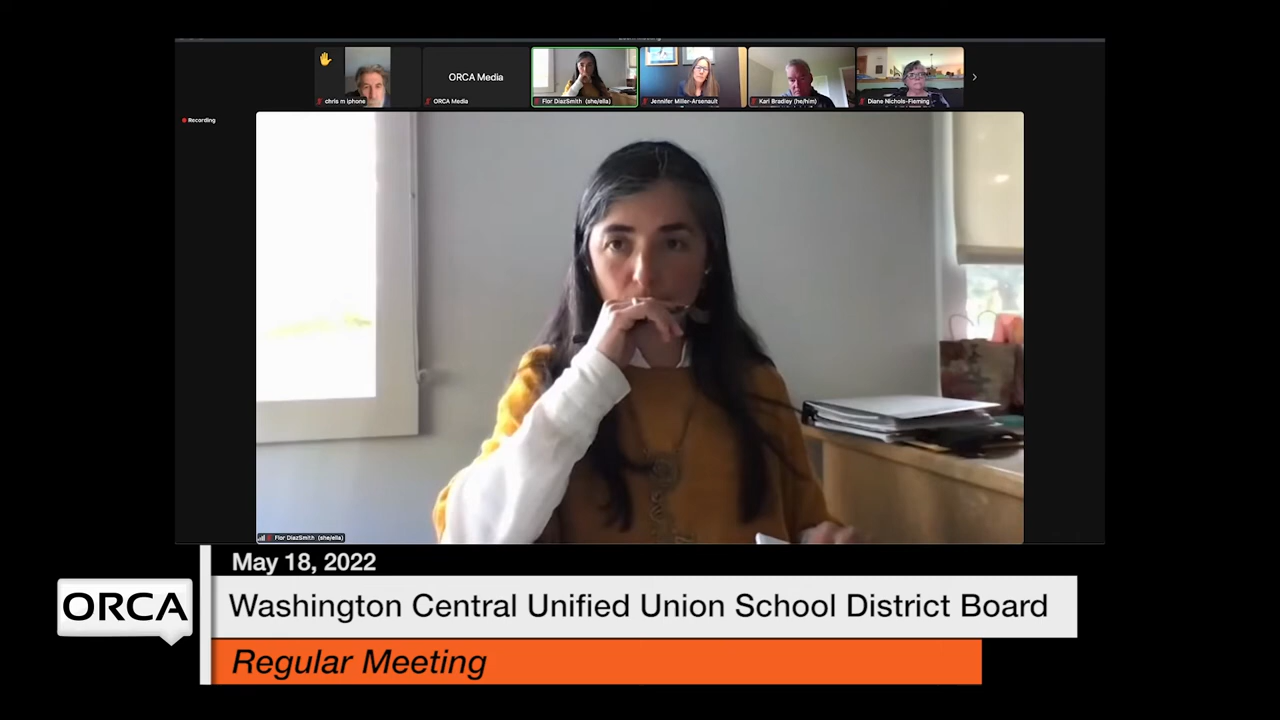 ORCA Media
chris m iphone
ORCA Media
Flor DiazSmith (she/ella)
Jennifer Miller-Arsenault
Kari Bradley (he/him)
Diane Nichols-Fleming
Recording
Flor DiazSmith (she/ella)
May 18, 2022
ORCA
Washington Central Unified Union School District Board
Regular Meeting